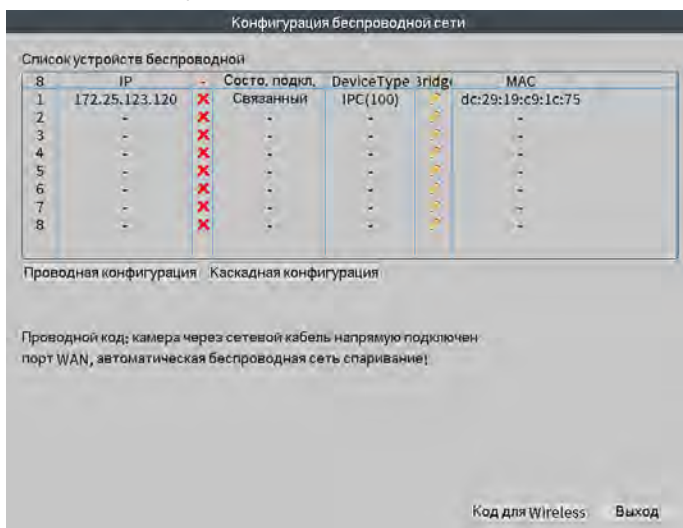 Конфигурация беспроводной сети
Список устройств беспроводной
8 IP - Состо. подкл. DeviceType Bridge MAC
1 172.25.123.120 X Связанный IPC(100) dc:29:19:c9:1c:75
2 - X - - -
3 - X - - -
4 - X - - -
5 - X - - -
6 - X - - -
7 - X - - -
8 - X - - -
Проводная конфигурация Каскадная конфигурация
Проводной код: камера через сетевой кабель напрямую подключен
порт WAN, автоматическая беспроводная сеть спаривание!
Код для Wireless Выход